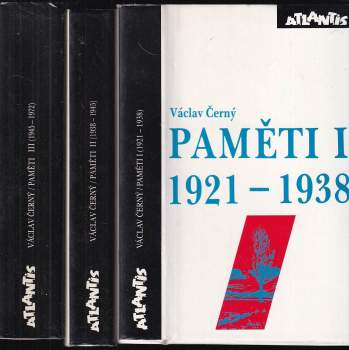 VÁCLAV ČERNÝ / PAMĚTI III (1945 – 1972)
ATLANTIS
VÁCLAV ČERNÝ / PAMĚTI II (1938 – 1945)
ATLANTIS
VÁCLAV ČERNÝ / PAMĚTI I (1921 – 1938)
ATLANTIS
ATLANTIS
Václav Černý
PAMĚTI I
1921 – 1938